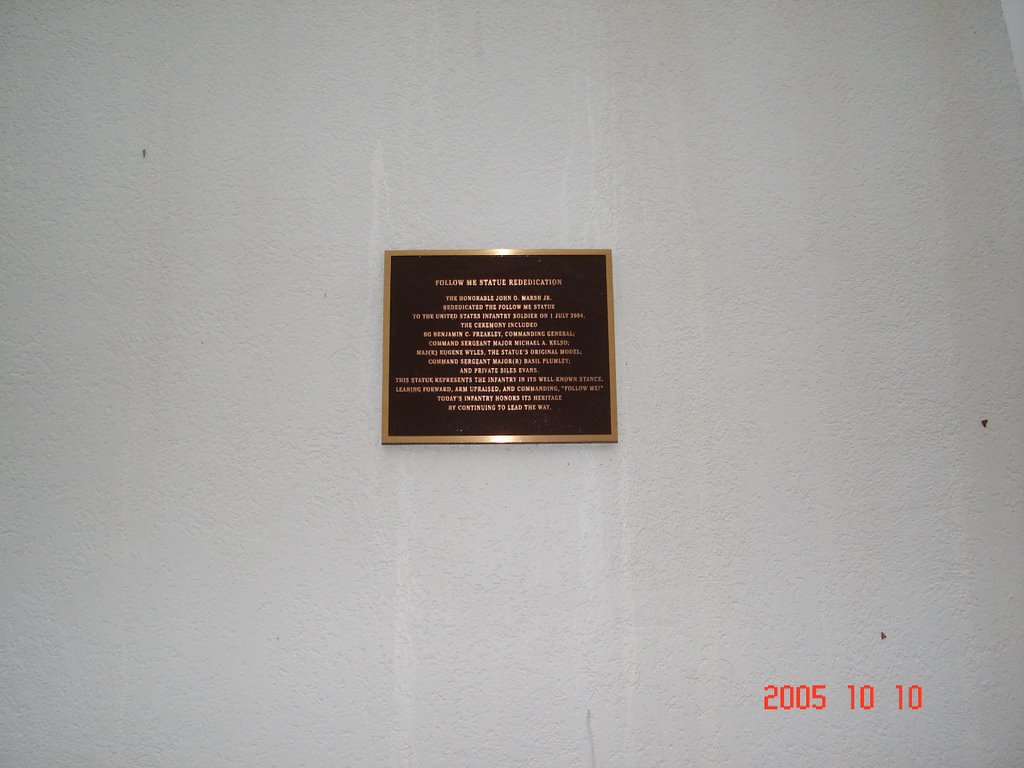 FOLLOW ME STATUE REDEDICATION
THE HONORABLE JOHN O. MARSH JR.
REDEDICATED THE FOLLOW ME STATUE
TO THE UNITED STATES INFANTRY SOLDIER ON 1 JULY 2004.
THE CEREMONY INCLUDED
BG BENJAMIN C. FREAKLEY, COMMANDING GENERAL;
COMMAND SERGEANT MAJOR MICHAEL A. KELSO;
MAJ(R) EUGENE WYLES, THE STATUE'S ORIGINAL MODEL;
COMMAND SERGEANT MAJOR(R) BASIL PLUMLEY;
AND PRIVATE SILES EVANS.
THIS STATUE REPRESENTS THE INFANTRY IN ITS WELL-KNOWN STANCE,
LEANING FORWARD, ARM UPRAISED, AND COMMANDING, "FOLLOW ME!"
TODAY'S INFANTRY HONORS ITS HERITAGE
BY CONTINUING TO LEAD THE WAY.
2005 10 10